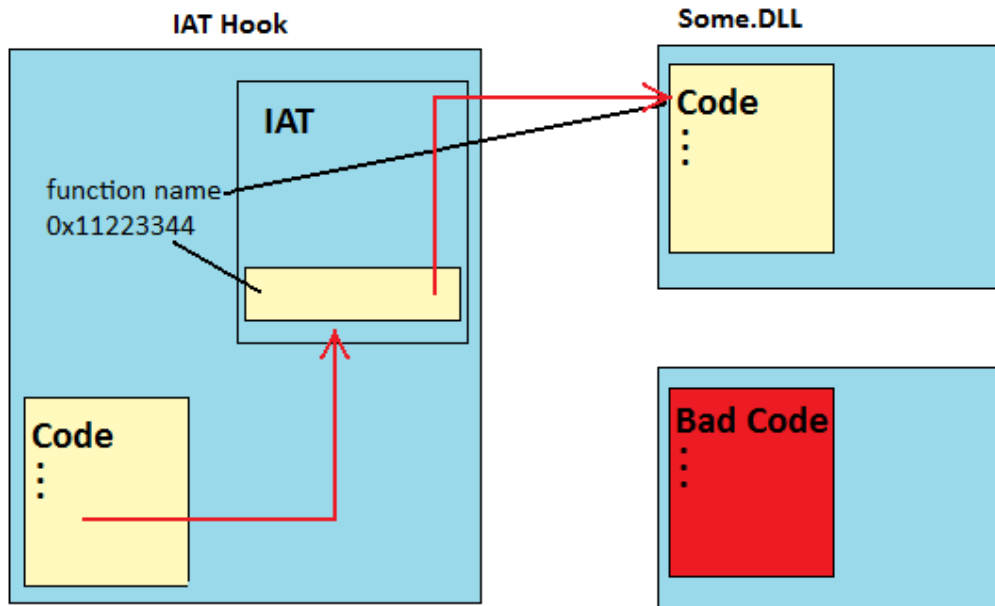 IAT Hook
Some.DLL
IAT
Code
function name
0x11223344
Code
Bad Code